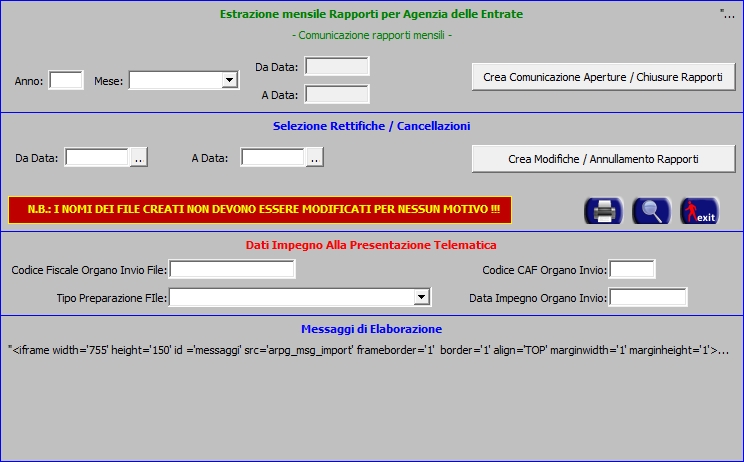 Estrazione mensile Rapporti per Agenzia delle Entrate
"...
- Comunicazione rapporti mensili -
Anno:
Mese:
Da Data:
A Data:
Crea Comunicazione Aperture / Chiusure Rapporti
Selezione Rettifiche / Cancellazioni
Da Data:
..
A Data:
..
Crea Modifiche / Annullamento Rapporti
N.B.: I NOMI DEI FILE CREATI NON DEVONO ESSERE MODIFICATI PER NESSUN MOTIVO !!!
exit
Dati Impegno Alla Presentazione Telematica
Codice Fiscale Organo Invio File:
Codice CAF Organo Invio:
Tipo Preparazione FIle:
Data Impegno Organo Invio:
Messaggi di Elaborazione
"<iframe width='755' height='150' id ='messaggi' src='arpg_msg_import' frameborder='1' border='1' align='TOP' marginwidth='1' marginheight='1'>...